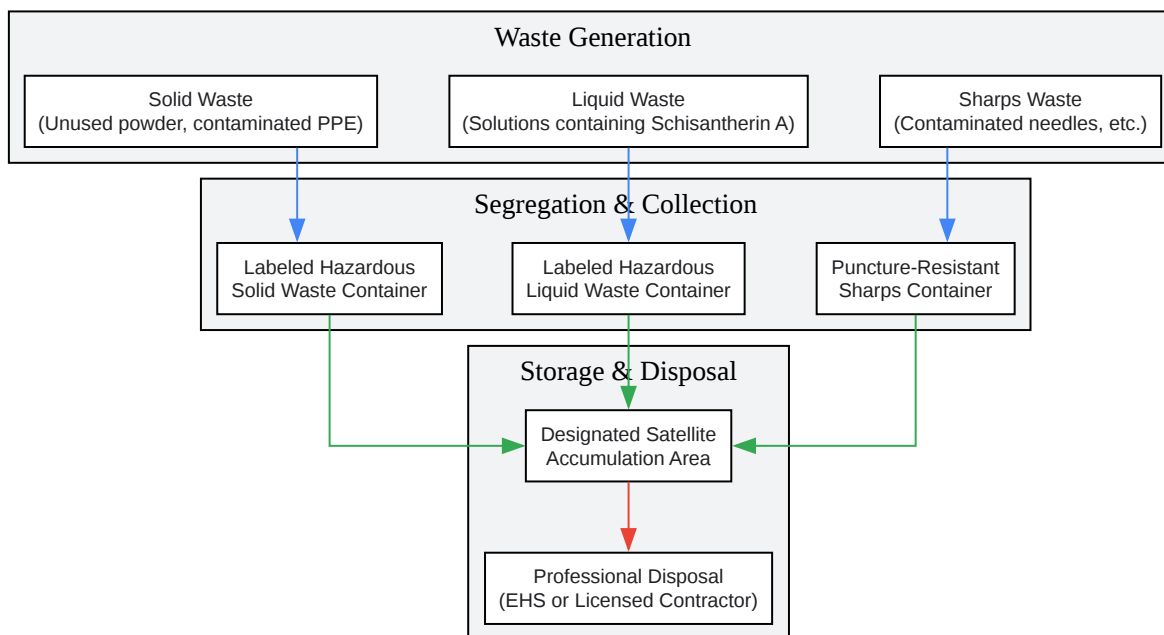 Waste Generation
Solid Waste
(Unused powder, contaminated PPE)
Liquid Waste
(Solutions containing Schisantherin A)
Sharps Waste
(Contaminated needles, etc.)
Segregation & Collection
Labeled Hazardous
Solid Waste Container
Labeled Hazardous
Liquid Waste Container
Puncture-Resistant
Sharps Container
Storage & Disposal
Designated Satellite
Accumulation Area
Professional Disposal
(EHS or Licensed Contractor)